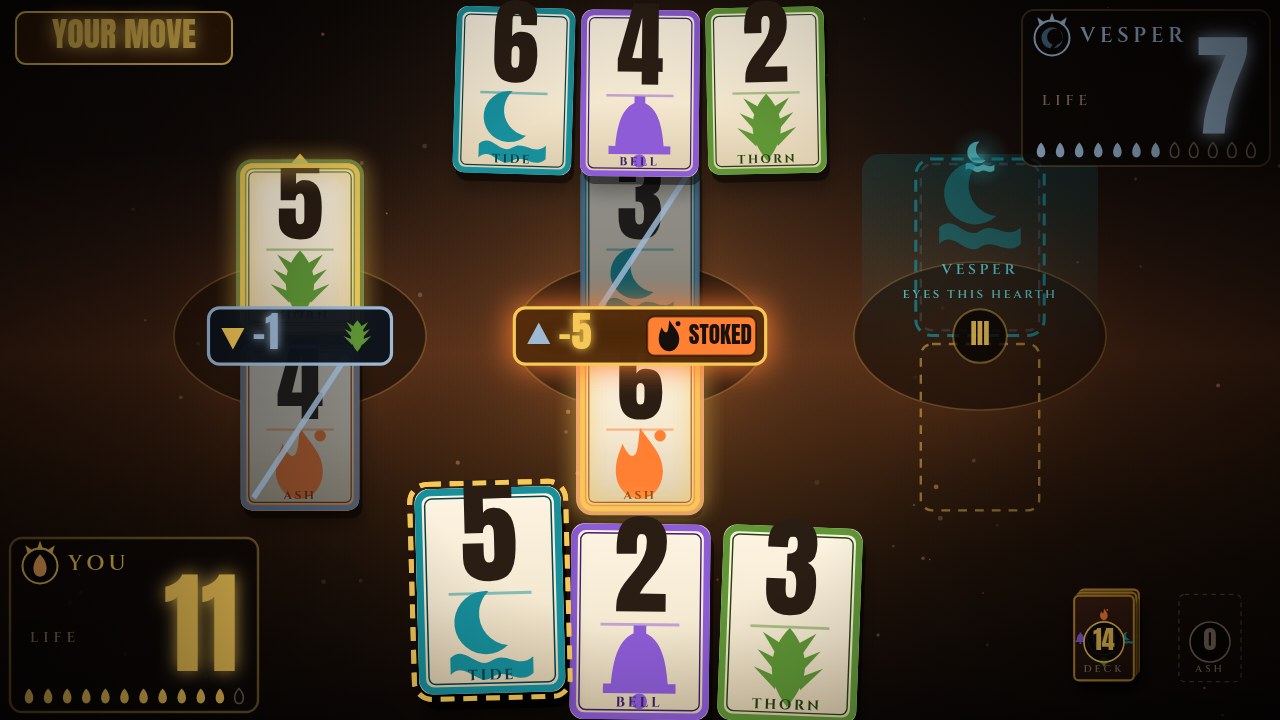 YOUR MOVE
6
TIDE
4
BELL
2
THORN
VESPER
7
LIFE
5
-1
4
ASH
3
-5
STOKED
6
ASH
VESPER
EYES THIS HEARTH
III
YOU
11
LIFE
5
TIDE
2
BELL
3
THORN
14
DECK
0
ASH